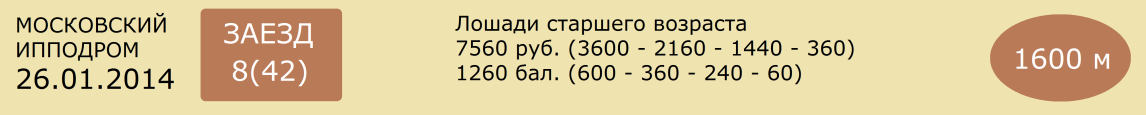 МОСКОВСКИЙ
ИППОДРОМ
26.01.2014
ЗАЕЗД
8(42)
Лошади старшего возраста
7560 руб. (3600 - 2160 - 1440 - 360)
1260 бал. (600 - 360 - 240 - 60)
1600 м